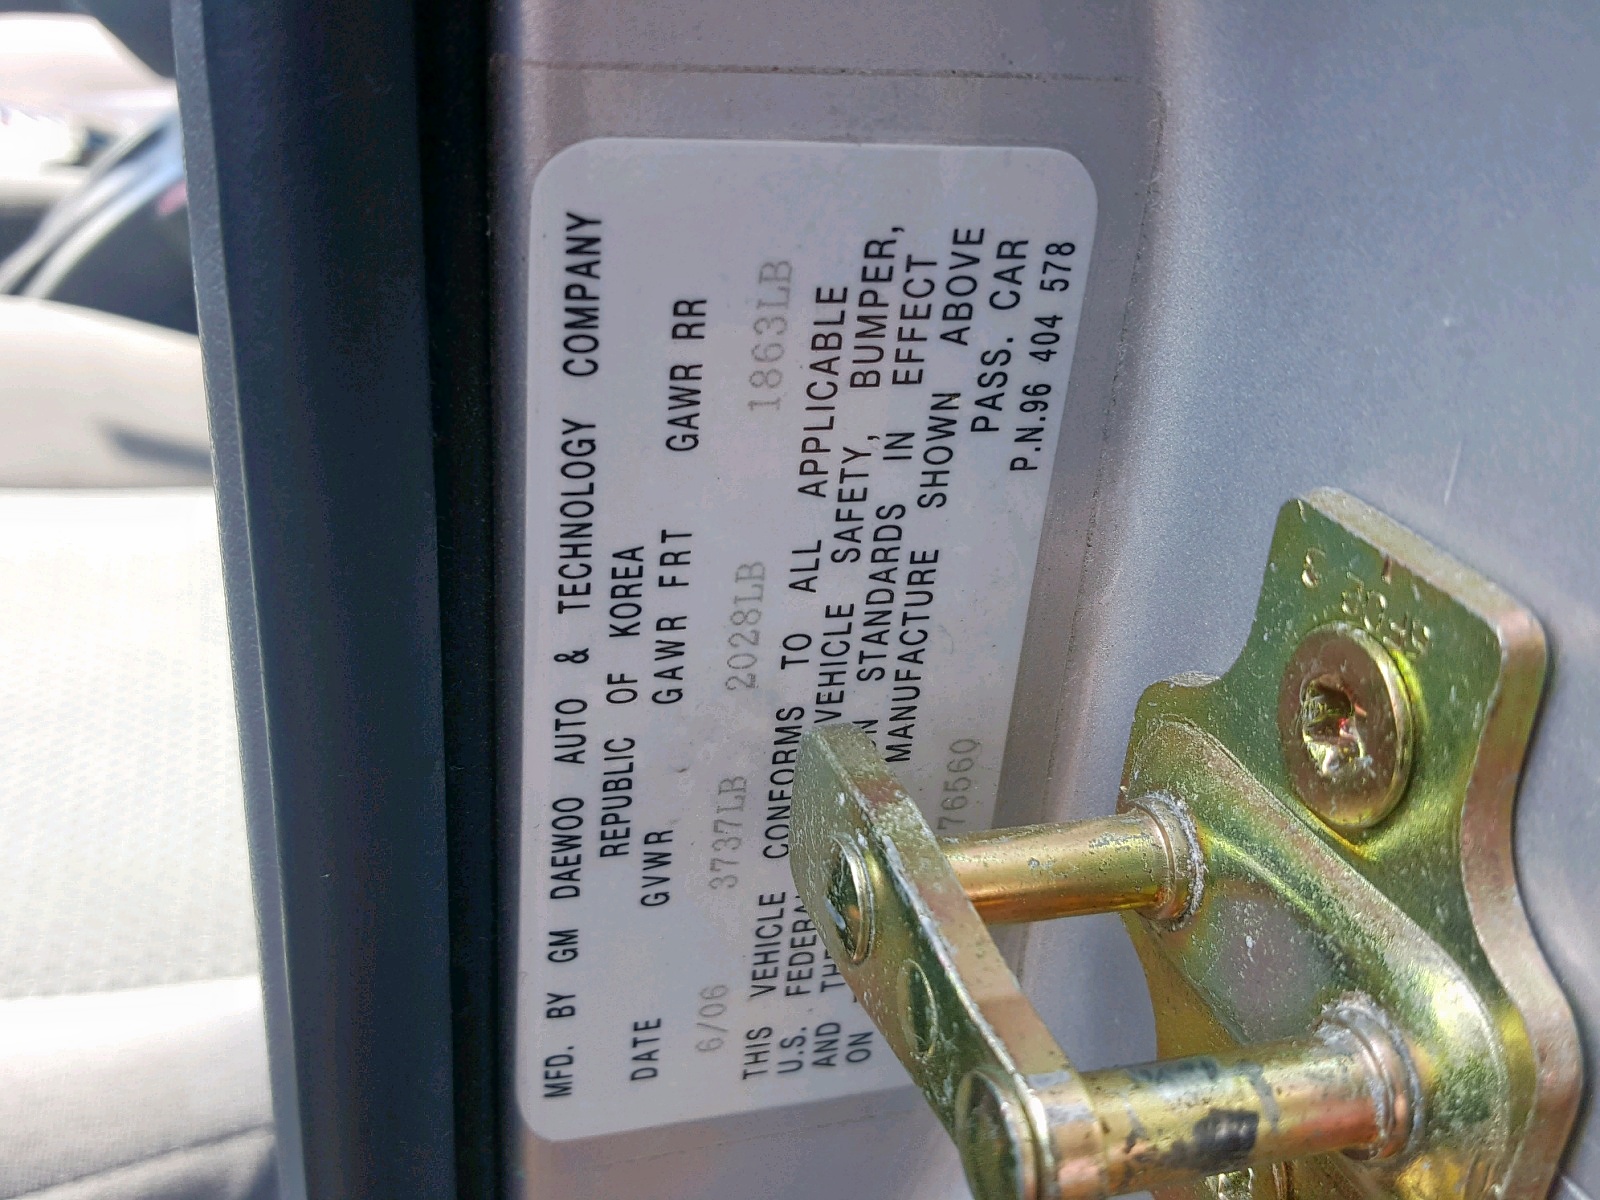 MFD. BY GM DAEWOO AUTO & TECHNOLOGY COMPANY
REPUBLIC OF KOREA
DATE GVWR GAWR FRT GAWR RR
6/06 3737LB 2028LB 1863LB
THIS VEHICLE CONFORMS TO ALL APPLICABLE
U.S. FEDERA VEHICLE SAFETY, BUMPER,
AND STANDARDS IN EFFECT
ON MANUFACTURE SHOWN ABOVE
PASS. CAR
76560
P.N.96 404 578